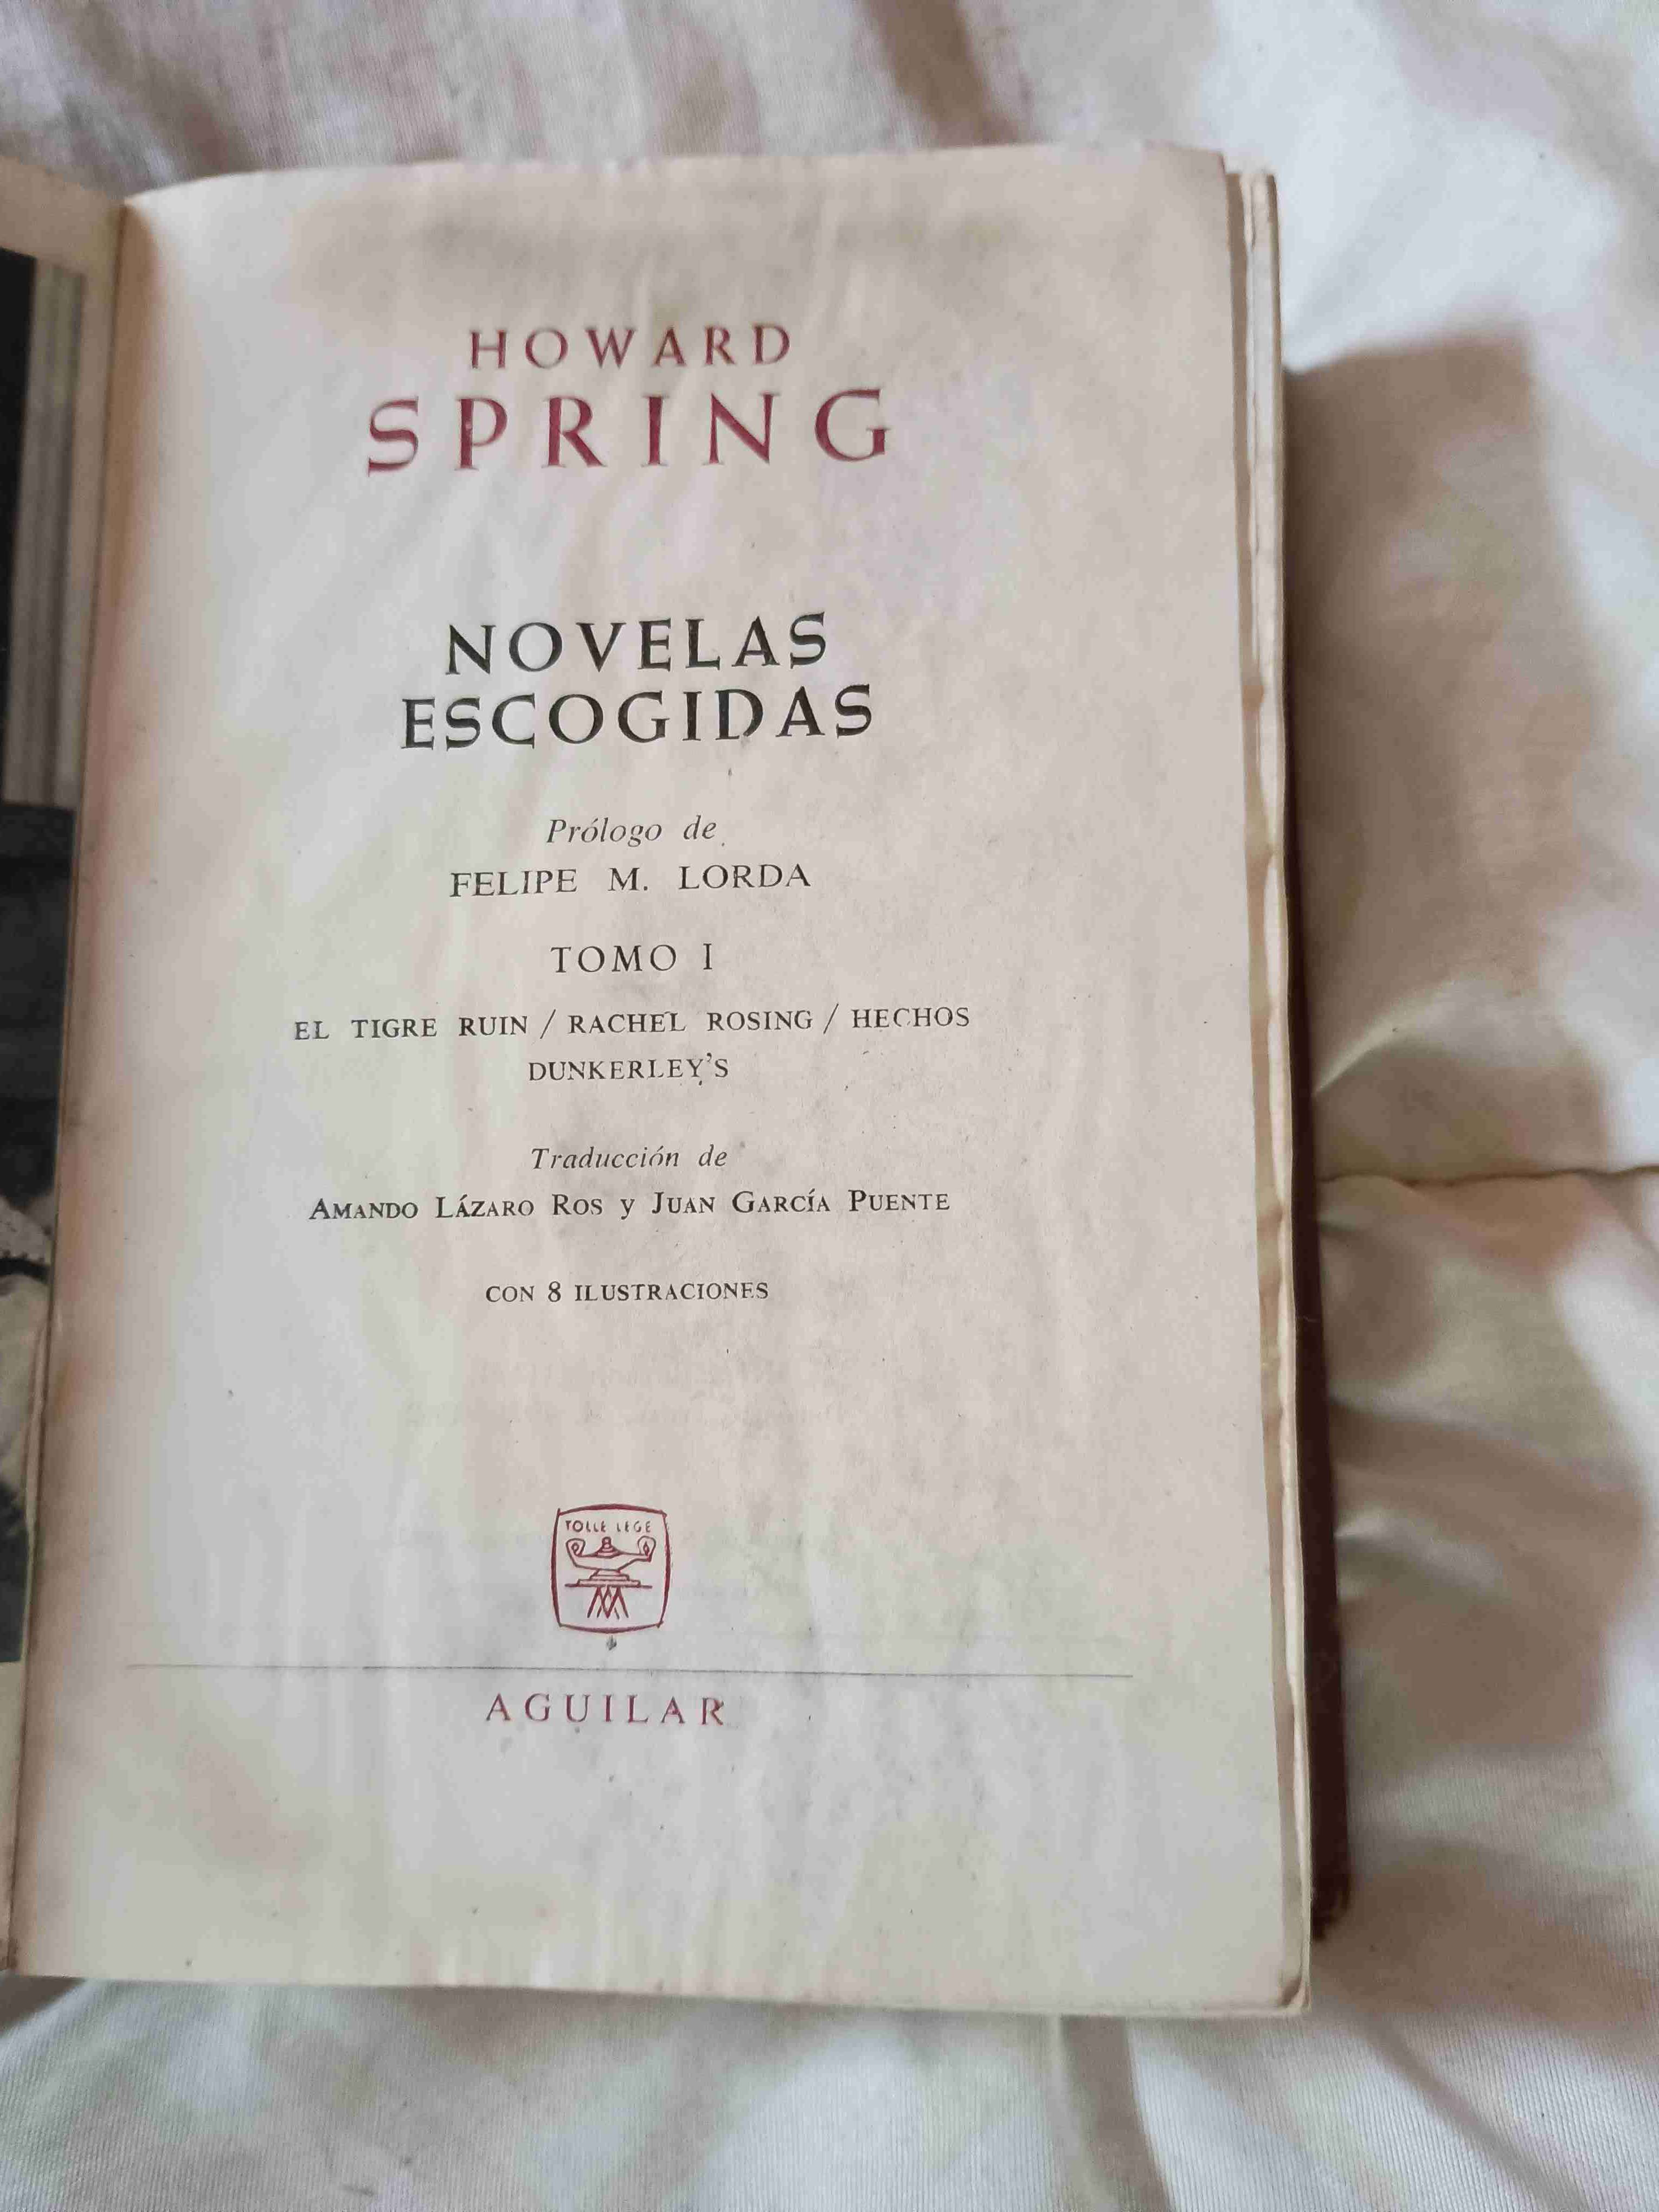 HOWARD
SPRING
NOVELAS
ESCOGIDAS
Prólogo de
FELIPE M. LORDA
TOMO I
EL TIGRE RUIN / RACHEL ROSING / HECHOS
DUNKERLEY'S
Traducción de
AMANDO LÁZARO ROS y JUAN GARCÍA PUENTE
CON 8 ILUSTRACIONES
TOLLE LEGE
AGUILAR